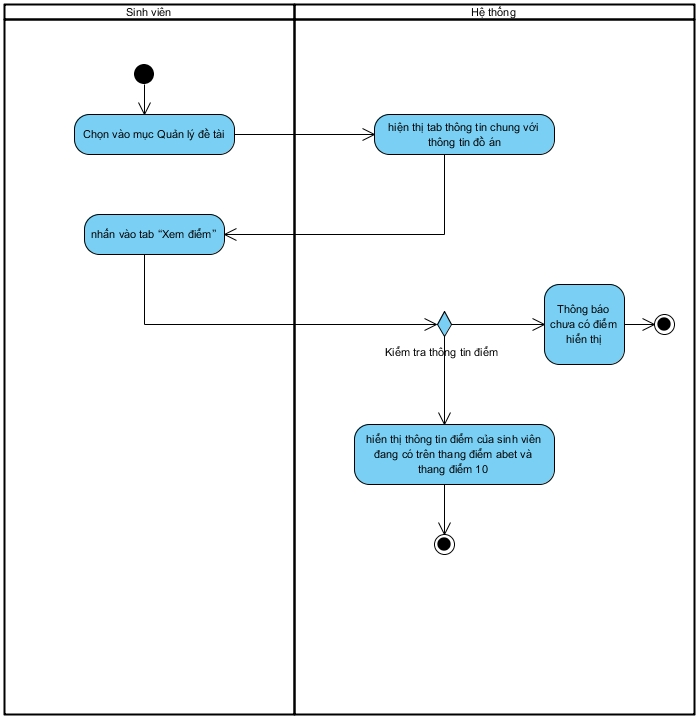 Sinh viên
Hệ thống
Chọn vào mục Quản lý đề tài
hiện thị tab thông tin chung với
thông tin đồ án
nhấn vào tab “Xem điểm”
Thông báo
chưa có điểm
hiển thị
Kiểm tra thông tin điểm
hiển thị thông tin điểm của sinh viên
đang có trên thang điểm abet và
thang điểm 10